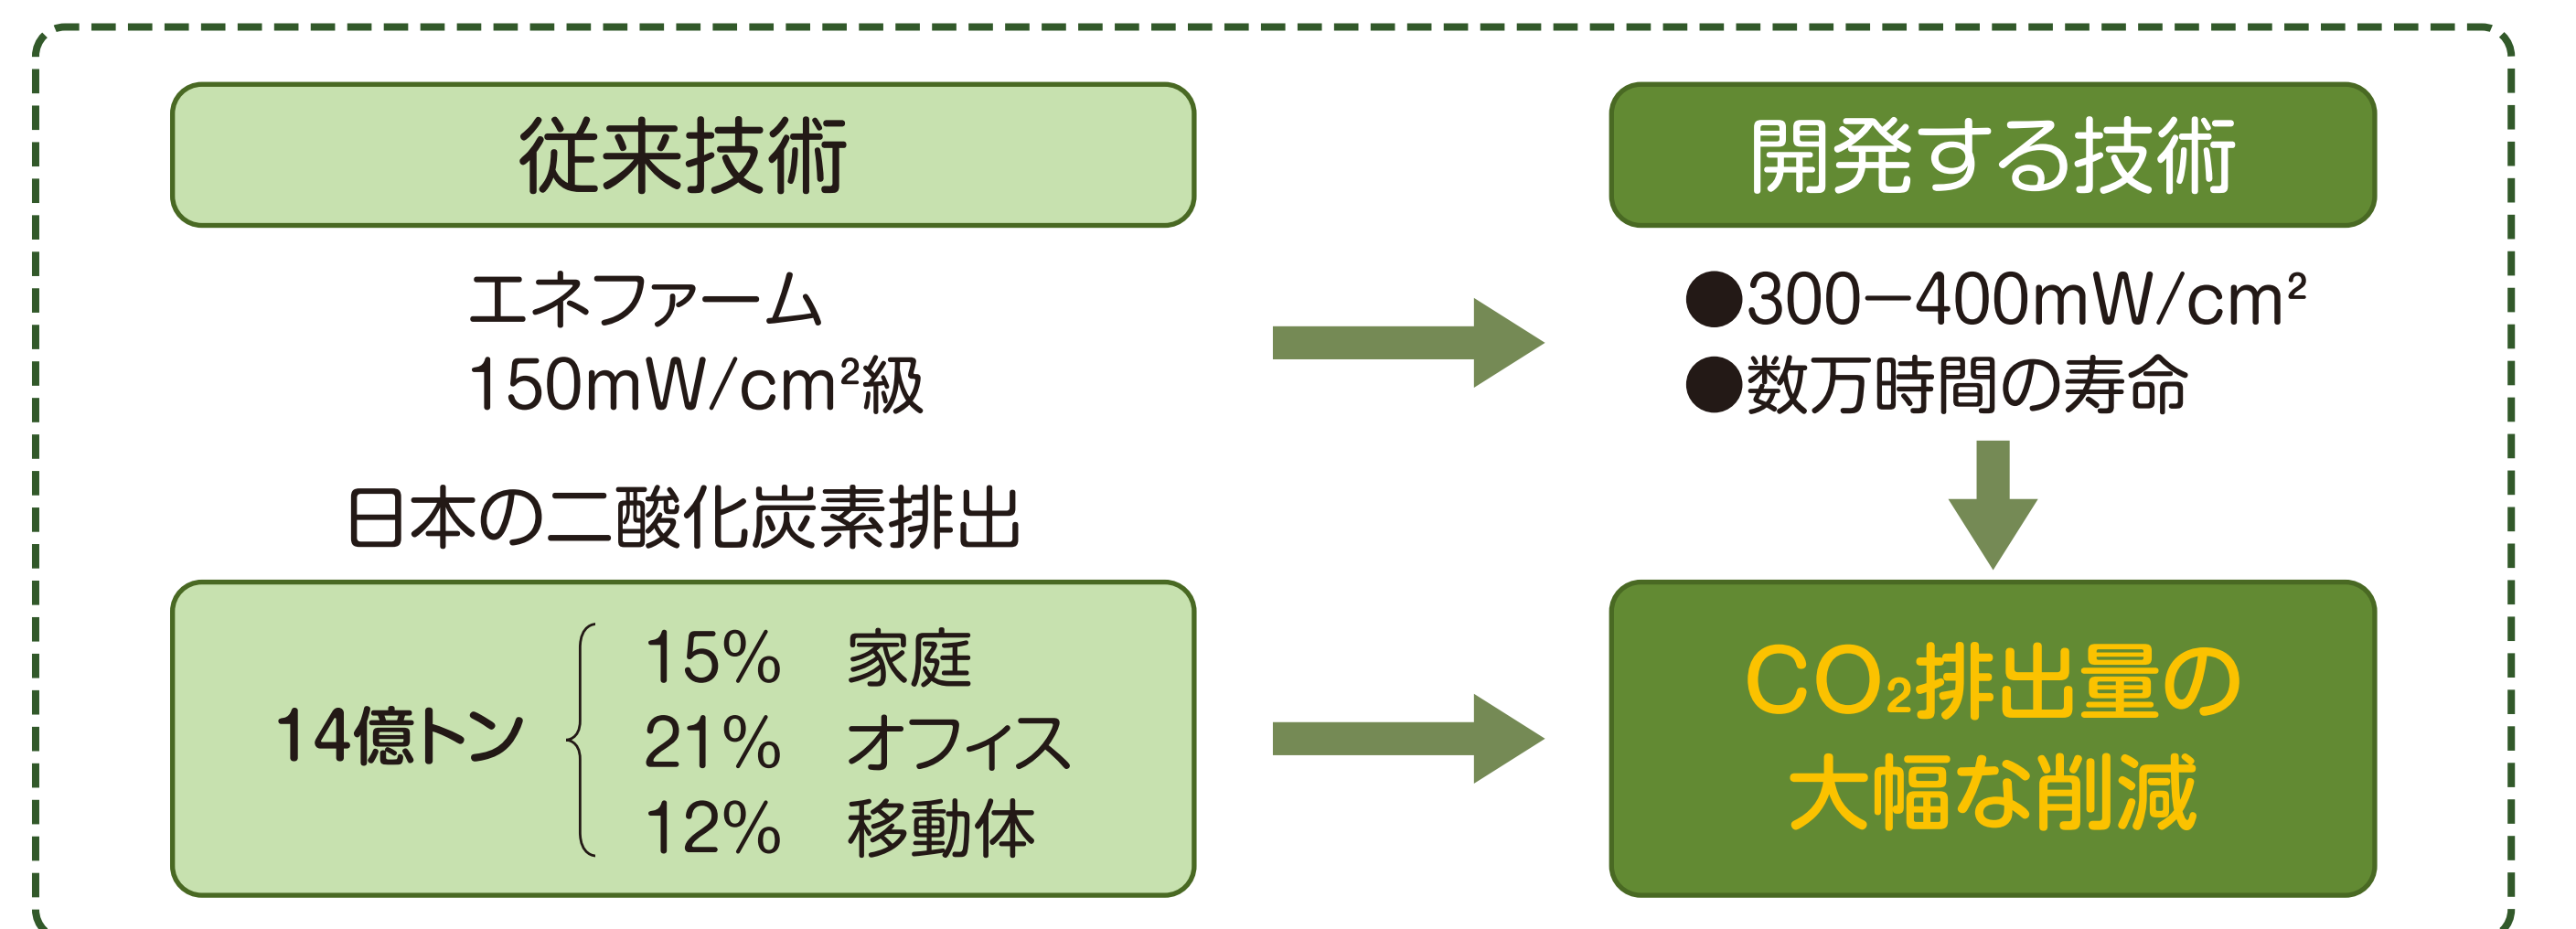 従来技術
エネファーム
150mW/cm²級
日本の二酸化炭素排出
14億トン
15% 家庭
21% オフィス
12% 移動体
開発する技術
●300−400mW/cm²
●数万時間の寿命
CO₂排出量の
大幅な削減